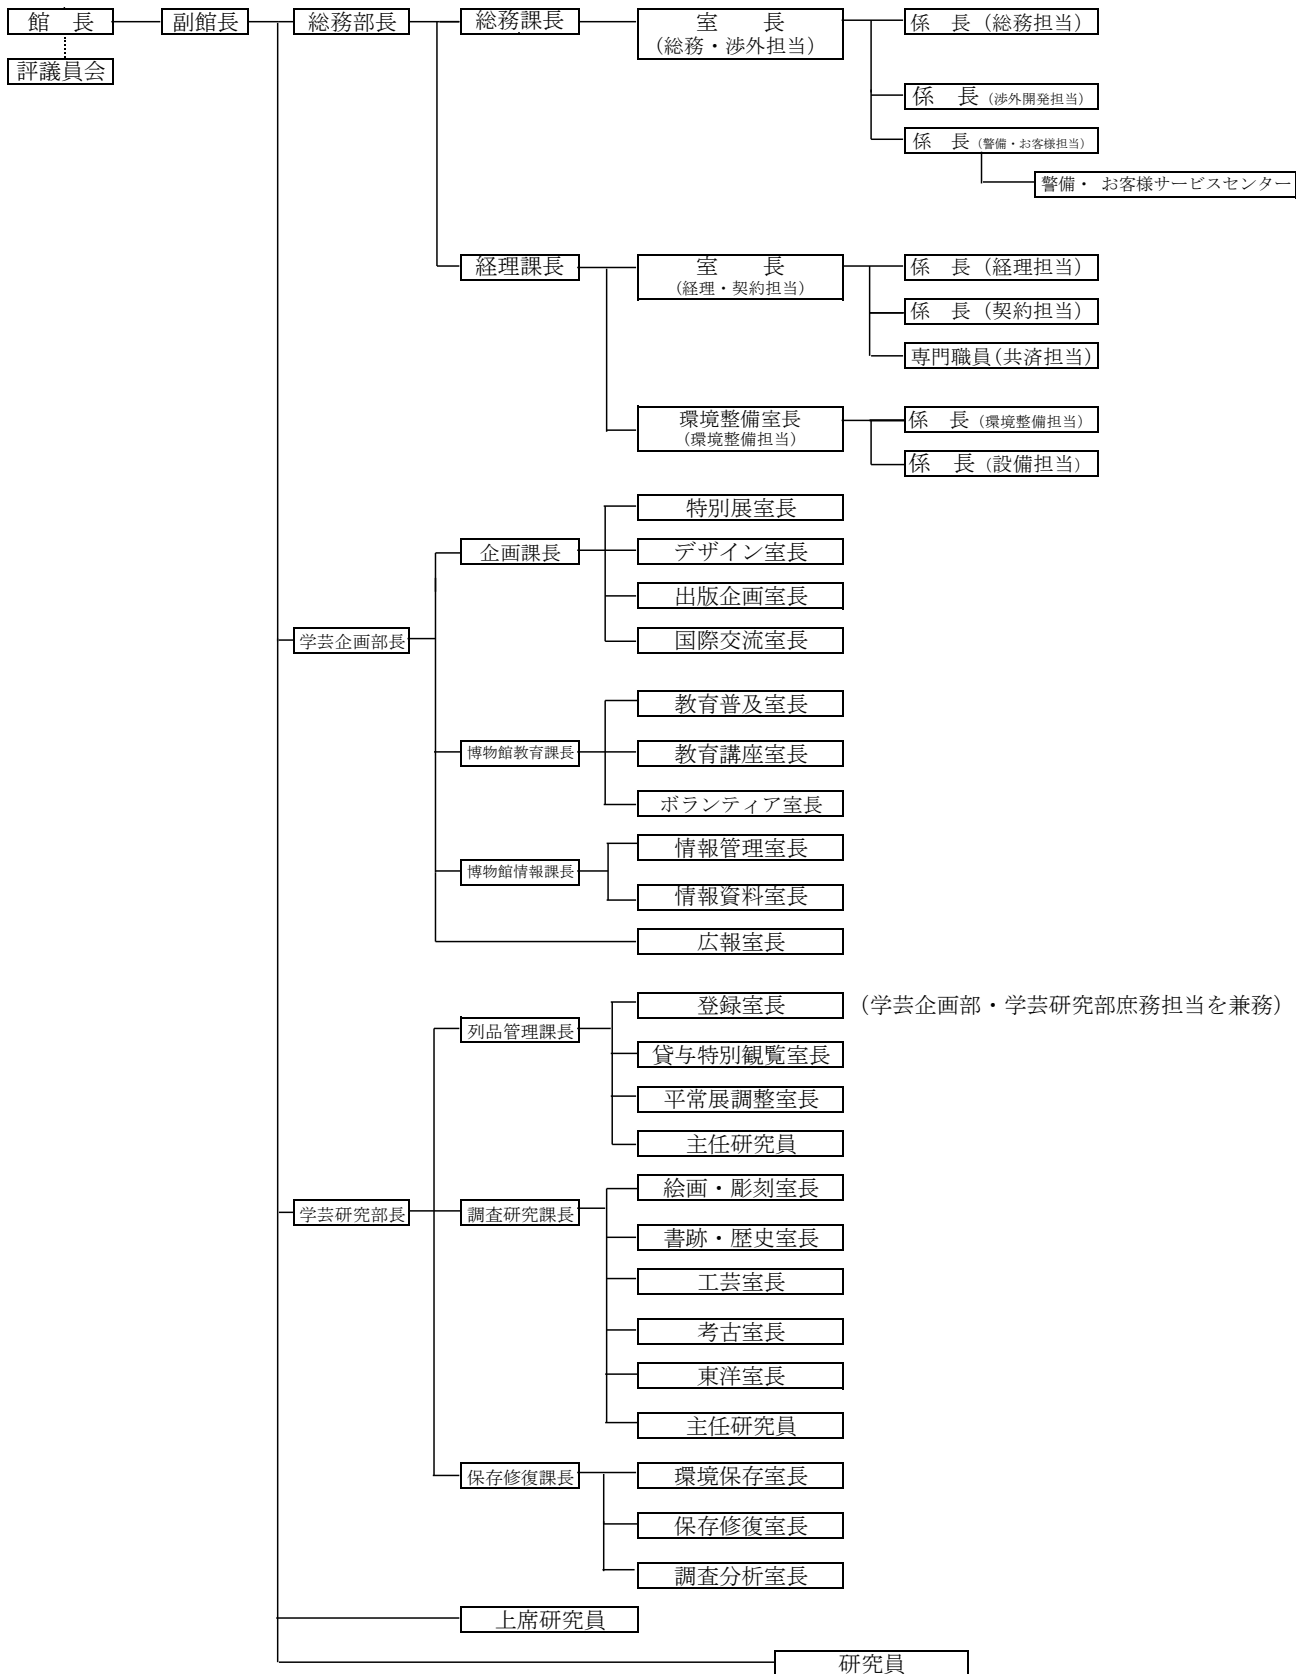 館　長
副館長
総務部長
総務課長
室　　長
(総務・渉外担当)
係　長（総務担当）
評議員会
係　長（渉外開発担当）
係　長（警備・お客様担当）
警備・ お客様サービスセンター
経理課長
室　　長
(経理・契約担当)
係　長（経理担当）
係　長（契約担当）
専門職員(共済担当)
環境整備室長
(環境整備担当)
係　長（環境整備担当）
係　長（設備担当）
特別展室長
企画課長
デザイン室長
出版企画室長
学芸企画部長
国際交流室長
教育普及室長
博物館教育課長
教育講座室長
ボランティア室長
情報管理室長
博物館情報課長
情報資料室長
広報室長
登録室長
（学芸企画部・学芸研究部庶務担当を兼務）
列品管理課長
貸与特別観覧室長
平常展調整室長
主任研究員
絵画・彫刻室長
学芸研究部長
調査研究課長
書跡・歴史室長
工芸室長
考古室長
東洋室長
主任研究員
保存修復課長
環境保存室長
保存修復室長
調査分析室長
上席研究員
研究員